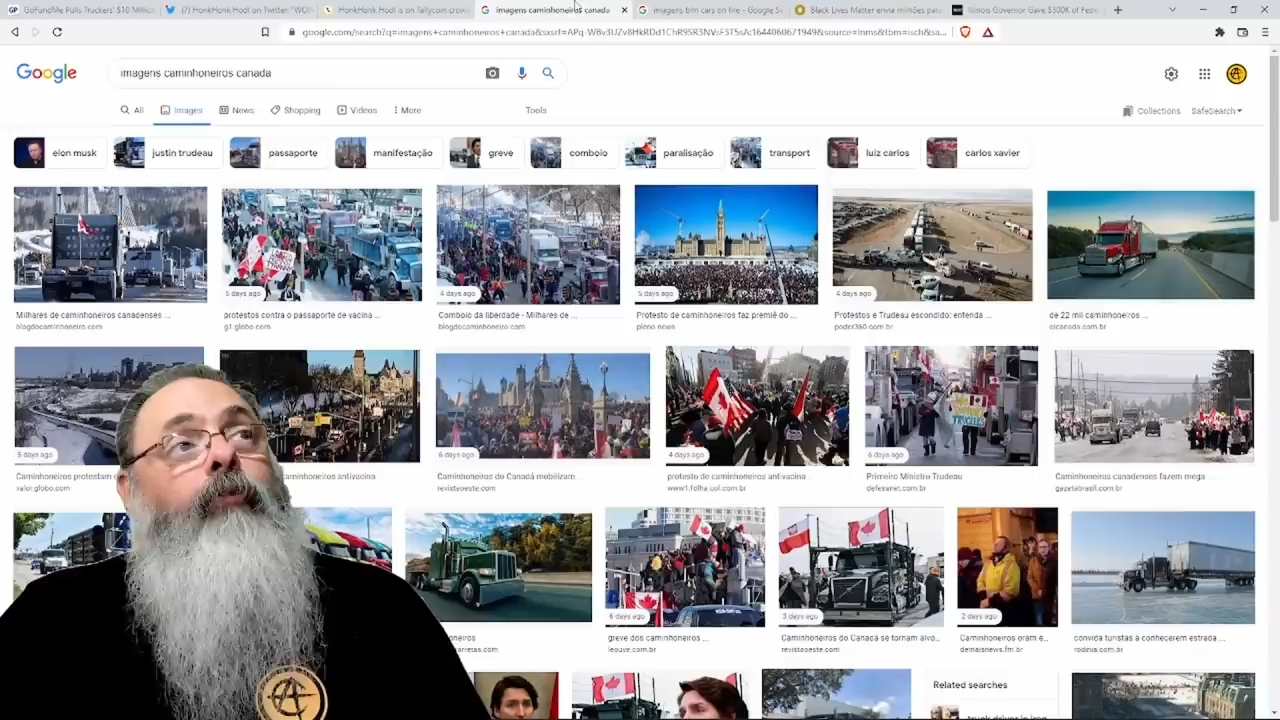 GoFundMe Pulls Truckers' $10 Million
(7) HonkHonk Hodl on Twitter: "WOW
HonkHonk Hodl is on Tallycoin crow
imagens caminhoneiros canada
imagens blm cars on fire - Google Se
Black Lives Matter envia milhões para
Illinois Governor Gave $300K of Feder
google.com/search?q=imagens+caminhoneiros+canada&
Google
imagens caminhoneiros canada
All
Images
News
Shopping
Videos
More
Tools
Collections
SafeSearch
elon musk
justin trudeau
passaporte
manifestação
greve
comboio
paralisação
transport
luiz carlos
carlos xavier
5 days ago
4 days ago
5 days ago
4 days ago
Milhares de caminhoneiros canadenses ...
protestos contra o passaporte de vacina ...
Comboio da liberdade - Milhares de ...
Protesto de caminhoneiros faz premiê do ...
Protestos e Trudeau escondido: entenda ...
de 22 mil caminhoneiros ...
blogdocaminhoneiro.com
g1.globo.com
blogdocaminhoneiro.com
pleno.news
poder360.com.br
oicanada.com.br
5 days ago
6 days ago
4 days ago
6 days ago
Caminhoneiros protestam
caminhoneiros antivacina
Caminhoneiros do Canadá mobilizam ...
protesto de caminhoneiros antivacina ...
Primeiro Ministro Trudeau
Caminhoneiros canadenses fazem mega ...
valor.globo.com
revistaoeste.com
www1.folha.uol.com.br
defesanet.com.br
gazetabrasil.com.br
6 days ago
3 days ago
2 days ago
greve dos caminhoneiros ...
Caminhoneiros do Canadá se tornam alvo...
Caminhoneiros oram e...
convida turistas a conhecerem estrada ...
leouve.com.br
revistaoeste.com
demaisnews.fm.br
Related searches